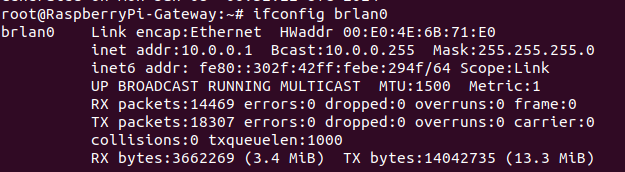 root@RaspberryPi-Gateway:~# ifconfig brlan0
brlan0    Link encap:Ethernet  HWaddr 00:E0:4E:6B:71:E0
          inet addr:10.0.0.1  Bcast:10.0.0.255  Mask:255.255.255.0
          inet6 addr: fe80::302f:42ff:febe:294f/64 Scope:Link
          UP BROADCAST RUNNING MULTICAST  MTU:1500  Metric:1
          RX packets:14469 errors:0 dropped:0 overruns:0 frame:0
          TX packets:18307 errors:0 dropped:0 overruns:0 carrier:0
          collisions:0 txqueuelen:1000
          RX bytes:3662269 (3.4 MiB)  TX bytes:14042735 (13.3 MiB)